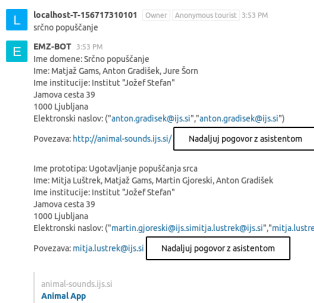 L
localhost-T-156717310101 Owner Anonymous tourist 3:53 PM
srčno popuščanje
E
EMZ-BOT 3:53 PM
Ime domene: Srčno popuščanje
Ime: Matjaž Gams, Anton Gradišek, Jure Šorn
Ime institucije: Institut "Jožef Stefan"
Jamova cesta 39
1000 Ljubljana
Elektronski naslov: ("anton.gradisek@ijs.si","anton.gradisek@ijs.si")
Povezava: http://animal-sounds.ijs.si/ Nadaljuj pogovor z asistentom
Ime prototipa: Ugotavljanje popuščanja srca
Ime: Mitja Luštrek, Matjaž Gams, Martin Gjoreski, Anton Gradišek
Ime institucije: Institut "Jožef Stefan"
Jamova cesta 39
1000 Ljubljana
Elektronski naslov: ("martin.gjoreski@ijs.simitja.lustrek@ijs.si","mitja.lustre
Povezava: mitja.lustrek@ijs.si Nadaljuj pogovor z asistentom
animal-sounds.ijs.si
Animal App